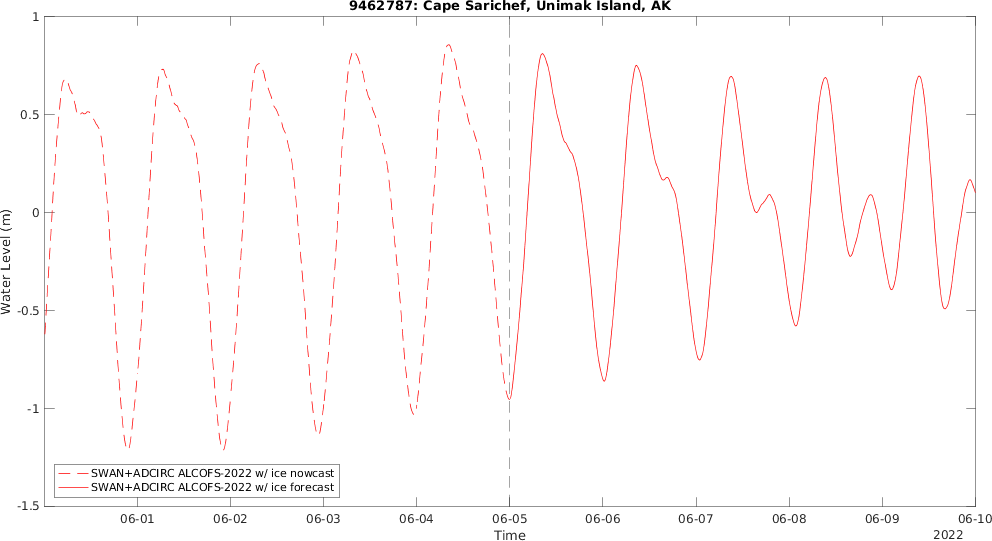 9462787: Cape Sarichef, Unimak Island, AK
1
0.5
0
-0.5
-1
-1.5
Water Level (m)
SWAN+ADCIRC ALCOFS-2022 w/ ice nowcast
SWAN+ADCIRC ALCOFS-2022 w/ ice forecast
06-01 06-02 06-03 06-04 06-05 06-06 06-07 06-08 06-09 06-10
Time
2022